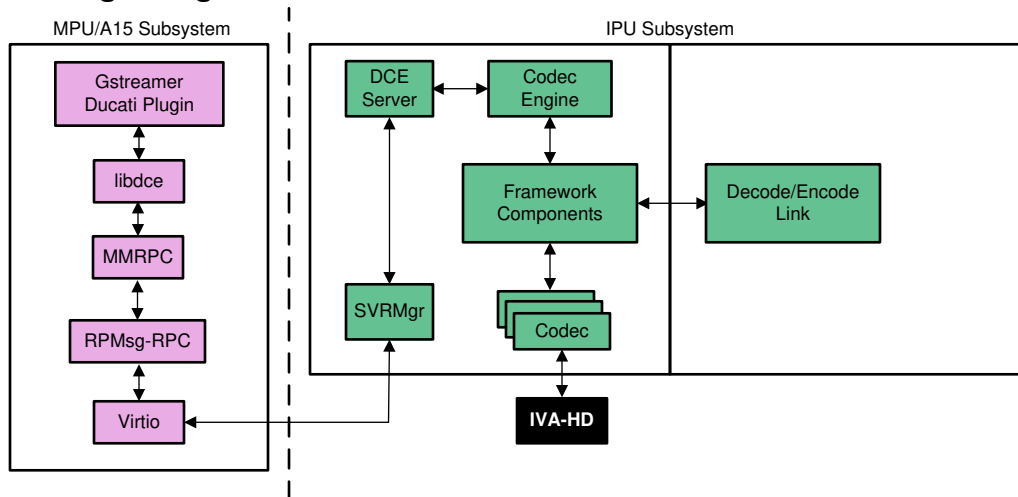 MPU/A15 Subsystem
IPU Subsystem
Gstreamer
Ducati Plugin
libdce
MMRPC
RPMsg-RPC
Virtio
DCE
Server
Codec
Engine
Framework
Components
Decode/Encode
Link
SVRMgr
Codec
IVA-HD